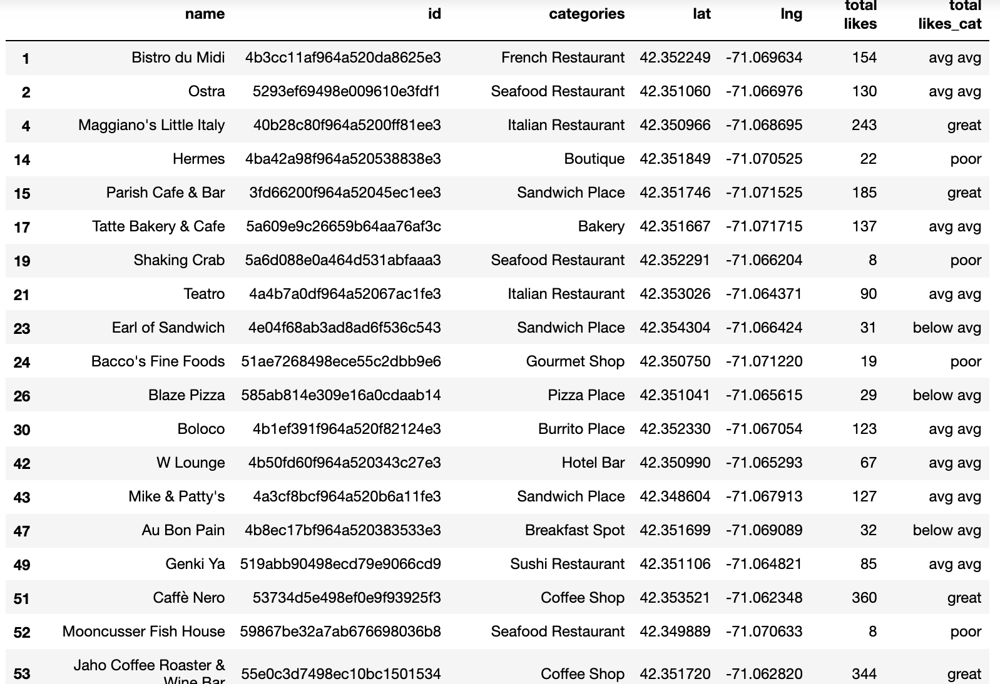 name id categories lat lng total likes total likes_cat
1 Bistro du Midi 4b3cc11af964a520da8625e3 French Restaurant 42.352249 -71.069634 154 avg avg
2 Ostra 5293ef69498e009610e3fdf1 Seafood Restaurant 42.351060 -71.066976 130 avg avg
4 Maggiano's Little Italy 40b28c80f964a5200ff81ee3 Italian Restaurant 42.350966 -71.068695 243 great
14 Hermes 4ba42a98f964a520538838e3 Boutique 42.351849 -71.070525 22 poor
15 Parish Cafe & Bar 3fd66200f964a52045ec1ee3 Sandwich Place 42.351746 -71.071525 185 great
17 Tatte Bakery & Cafe 5a609e9c26659b64aa76af3c Bakery 42.351667 -71.071715 137 avg avg
19 Shaking Crab 5a6d088e0a464d531abfaaa3 Seafood Restaurant 42.352291 -71.066204 8 poor
21 Teatro 4a4b7a0df964a52067ac1fe3 Italian Restaurant 42.353026 -71.064371 90 avg avg
23 Earl of Sandwich 4e04f68ab3ad8ad6f536c543 Sandwich Place 42.354304 -71.066424 31 below avg
24 Bacco's Fine Foods 51ae7268498ece55c2dbb9e6 Gourmet Shop 42.350750 -71.071220 19 poor
26 Blaze Pizza 585ab814e309e16a0cdaab14 Pizza Place 42.351041 -71.065615 29 below avg
30 Boloco 4b1ef391f964a520f82124e3 Burrito Place 42.352330 -71.067054 123 avg avg
42 W Lounge 4b50fd60f964a520343c27e3 Hotel Bar 42.350990 -71.065293 67 avg avg
43 Mike & Patty's 4a3cf8bcf964a520b6a11fe3 Sandwich Place 42.348604 -71.067913 127 avg avg
47 Au Bon Pain 4b8ec17bf964a520383533e3 Breakfast Spot 42.351699 -71.069089 32 below avg
49 Genki Ya 519abb90498ecd79e9066cd9 Sushi Restaurant 42.351106 -71.064821 85 avg avg
51 Caffè Nero 53734d5e498ef0e9f93925f3 Coffee Shop 42.353521 -71.062348 360 great
52 Mooncusser Fish House 59867be32a7ab676698036b8 Seafood Restaurant 42.349889 -71.070633 8 poor
53 Jaho Coffee Roaster & Wine Bar 55e0c3d7498ec10bc1501534 Coffee Shop 42.351720 -71.062820 344 great